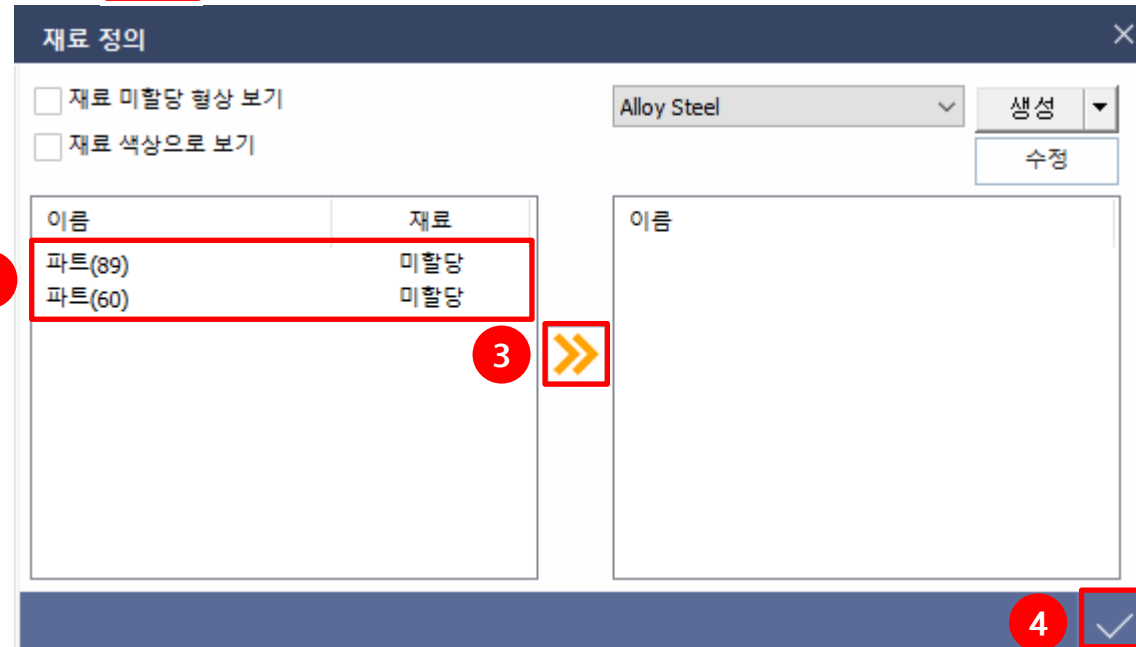 재료 정의
재료 미할당 형상 보기
Alloy Steel
생성
재료 색상으로 보기
수정
이름 재료
이름
파트(89) 미할당
파트(60) 미할당
3
4